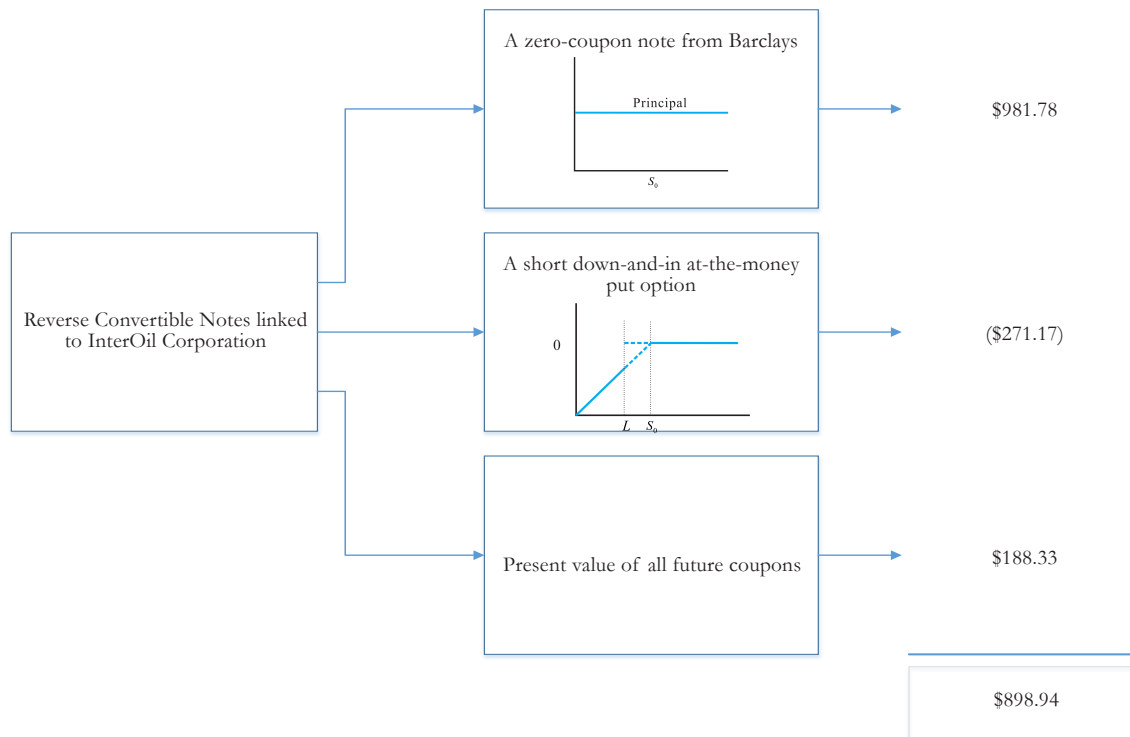 A zero-coupon note from Barclays
Principal
S₀
$981.78
Reverse Convertible Notes linked
to InterOil Corporation
A short down-and-in at-the-money
put option
0
L S₀
($271.17)
Present value of all future coupons
$188.33
$898.94